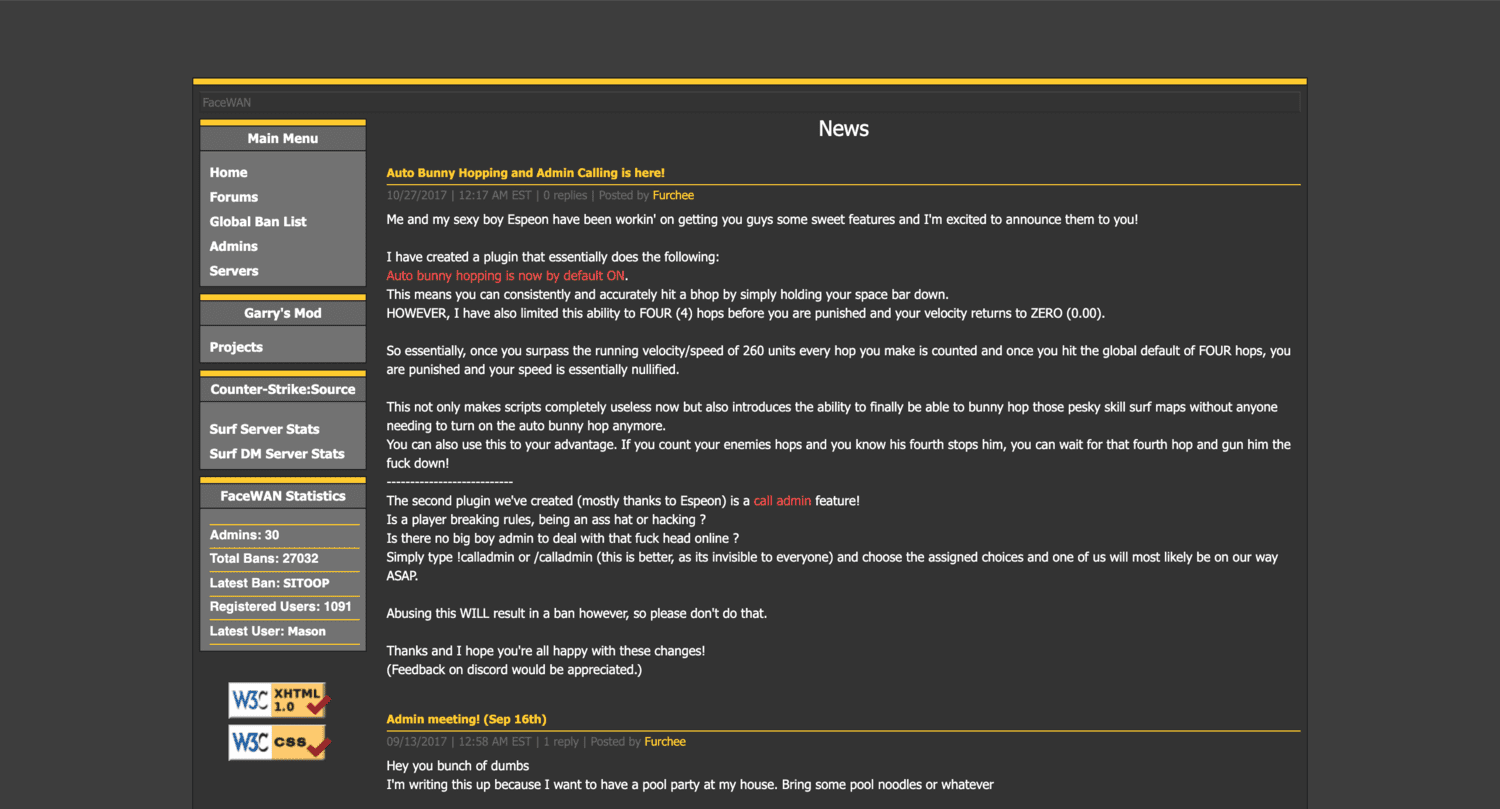 FaceWAN
Main Menu
Home
Forums
Global Ban List
Admins
Servers
Garry's Mod
Projects
Counter-Strike:Source
Surf Server Stats
Surf DM Server Stats
FaceWAN Statistics
Admins: 30
Total Bans: 27032
Latest Ban: SITOOP
Registered Users: 1091
Latest User: Mason
W3C XHTML 1.0
W3C css
News
Auto Bunny Hopping and Admin Calling is here!
10/27/2017 | 12:17 AM EST | 0 replies | Posted by Furchee
Me and my sexy boy Espeon have been workin' on getting you guys some sweet features and I'm excited to announce them to you!
I have created a plugin that essentially does the following:
Auto bunny hopping is now by default ON.
This means you can consistently and accurately hit a bhop by simply holding your space bar down.
HOWEVER, I have also limited this ability to FOUR (4) hops before you are punished and your velocity returns to ZERO (0.00).
So essentially, once you surpass the running velocity/speed of 260 units every hop you make is counted and once you hit the global default of FOUR hops, you
are punished and your speed is essentially nullified.
This not only makes scripts completely useless now but also introduces the ability to finally be able to bunny hop those pesky skill surf maps without anyone
needing to turn on the auto bunny hop anymore.
You can also use this to your advantage. If you count your enemies hops and you know his fourth stops him, you can wait for that fourth hop and gun him the
fuck down!
---------------------------
The second plugin we've created (mostly thanks to Espeon) is a call admin feature!
Is a player breaking rules, being an ass hat or hacking ?
Is there no big boy admin to deal with that fuck head online ?
Simply type !calladmin or /calladmin (this is better, as its invisible to everyone) and choose the assigned choices and one of us will most likely be on our way
ASAP.
Abusing this WILL result in a ban however, so please don't do that.
Thanks and I hope you're all happy with these changes!
(Feedback on discord would be appreciated.)
Admin meeting! (Sep 16th)
09/13/2017 | 12:58 AM EST | 1 reply | Posted by Furchee
Hey you bunch of dumbs
I'm writing this up because I want to have a pool party at my house. Bring some pool noodles or whatever